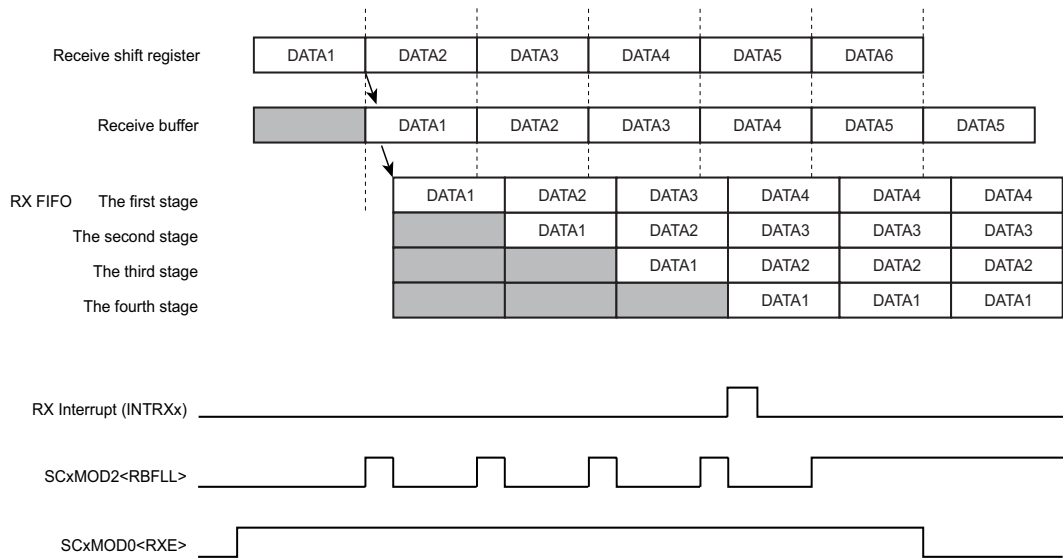 Receive shift register DATA1 DATA2 DATA3 DATA4 DATA5 DATA6
Receive buffer DATA1 DATA2 DATA3 DATA4 DATA5 DATA5
RX FIFO The first stage DATA1 DATA2 DATA3 DATA4 DATA4 DATA4
The second stage DATA1 DATA2 DATA3 DATA3 DATA3
The third stage DATA1 DATA2 DATA2 DATA2
The fourth stage DATA1 DATA1 DATA1
RX Interrupt (INTRXx)
SCxMOD2<RBFLL>
SCxMOD0<RXE>